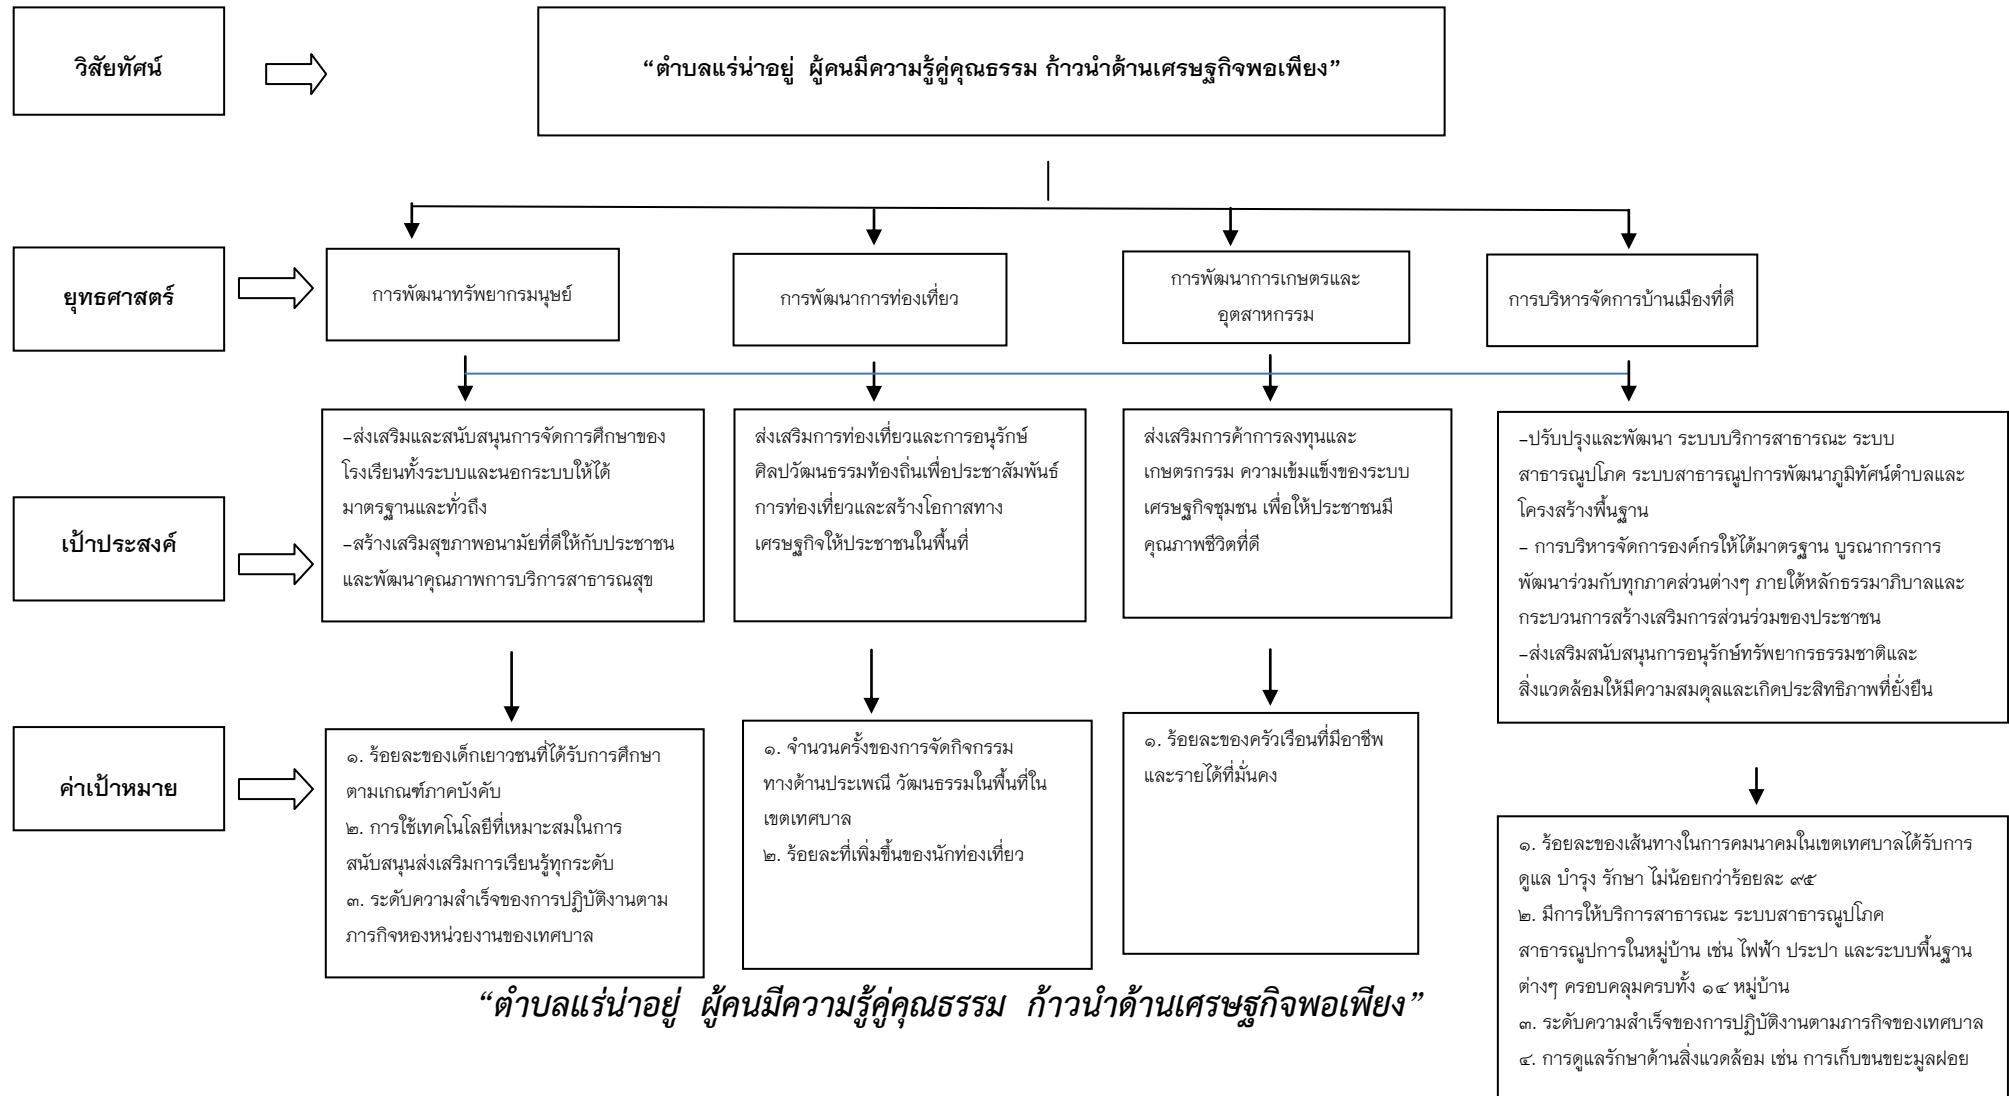 วิสัยทัศน์
“ตำบลแร่น่าอยู่ ผู้คนมีความรู้คู่คุณธรรม ก้าวนำด้านเศรษฐกิจพอเพียง”
ยุทธศาสตร์
การพัฒนาทรัพยากรมนุษย์
การพัฒนาการท่องเที่ยว
การพัฒนาการเกษตรและ
อุตสาหกรรม
การบริหารจัดการบ้านเมืองที่ดี
เป้าประสงค์
-ส่งเสริมและสนับสนุนการจัดการศึกษาของ
โรงเรียนทั้งระบบและนอกระบบให้ได้
มาตรฐานและทั่วถึง
-สร้างเสริมสุขภาพอนามัยที่ดีให้กับประชาชน
และพัฒนาคุณภาพการบริการสาธารณสุข
ส่งเสริมการท่องเที่ยวและการอนุรักษ์
ศิลปวัฒนธรรมท้องถิ่นเพื่อประชาสัมพันธ์
การท่องเที่ยวและสร้างโอกาสทาง
เศรษฐกิจให้ประชาชนในพื้นที่
ส่งเสริมการค้าการลงทุนและ
เกษตรกรรม ความเข้มแข็งของระบบ
เศรษฐกิจชุมชน เพื่อให้ประชาชนมี
คุณภาพชีวิตที่ดี
-ปรับปรุงและพัฒนา ระบบบริการสาธารณะ ระบบ
สาธารณูปโภค ระบบสาธารณูปการพัฒนาภูมิทัศน์ตำบลและ
โครงสร้างพื้นฐาน
- การบริหารจัดการองค์กรให้ได้มาตรฐาน บูรณาการการ
พัฒนาร่วมกับทุกภาคส่วนต่างๆ ภายใต้หลักธรรมาภิบาลและ
กระบวนการสร้างเสริมการส่วนร่วมของประชาชน
-ส่งเสริมสนับสนุนการอนุรักษ์ทรัพยากรธรรมชาติและ
สิ่งแวดล้อมให้มีความสมดุลและเกิดประสิทธิภาพที่ยั่งยืน
ค่าเป้าหมาย
๑. ร้อยละของเด็กเยาวชนที่ได้รับการศึกษา
ตามเกณฑ์ภาคบังคับ
๒. การใช้เทคโนโลยีที่เหมาะสมในการ
สนับสนุนส่งเสริมการเรียนรู้ทุกระดับ
๓. ระดับความสำเร็จของการปฏิบัติงานตาม
ภารกิจหองหน่วยงานของเทศบาล
๑. จำนวนครั้งของการจัดกิจกรรม
ทางด้านประเพณี วัฒนธรรมในพื้นที่ใน
เขตเทศบาล
๒. ร้อยละที่เพิ่มขึ้นของนักท่องเที่ยว
๑. ร้อยละของครัวเรือนที่มีอาชีพ
และรายได้ที่มั่นคง
๑. ร้อยละของเส้นทางในการคมนาคมในเขตเทศบาลได้รับการ
ดูแล บำรุง รักษา ไม่น้อยกว่าร้อยละ ๙๕
๒. มีการให้บริการสาธารณะ ระบบสาธารณูปโภค
สาธารณูปการในหมู่บ้าน เช่น ไฟฟ้า ประปา และระบบพื้นฐาน
ต่างๆ ครอบคลุมครบทั้ง ๑๔ หมู่บ้าน
๓. ระดับความสำเร็จของการปฏิบัติงานตามภารกิจของเทศบาล
๔. การดูแลรักษาด้านสิ่งแวดล้อม เช่น การเก็บขนขยะมูลฝอย
“ตำบลแร่น่าอยู่ ผู้คนมีความรู้คู่คุณธรรม ก้าวนำด้านเศรษฐกิจพอเพียง”